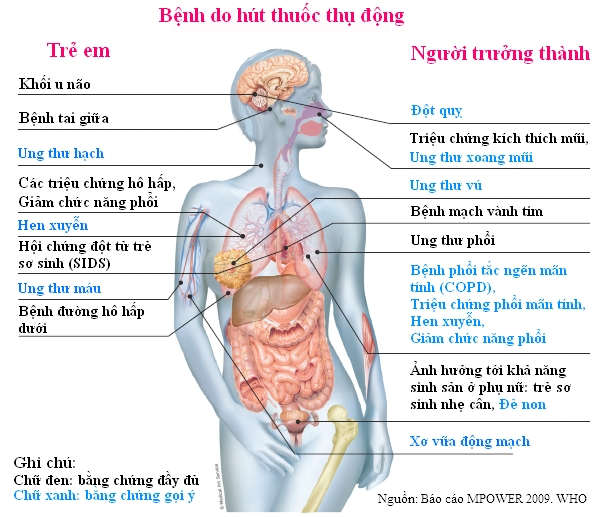 Bệnh do hút thuốc thụ động
Trẻ em
Khối u não
Bệnh tai giữa
Ung thư hạch
Các triệu chứng hô hấp,
Giảm chức năng phổi
Hen xuyễn
Hội chứng đột tử trẻ
sơ sinh (SIDS)
Ung thư máu
Bệnh đường hô hấp
dưới
Người trưởng thành
Đột quỵ
Triệu chứng kích thích mũi,
Ung thư xoang mũi
Ung thư vú
Bệnh mạch vành tim
Ung thư phổi
Bệnh phổi tắc ngẽn mãn
tính (COPD),
Triệu chứng phổi mãn tính,
Hen xuyễn,
Giảm chức năng phổi
Ảnh hưởng tới khả năng
sinh sản ở phụ nữ: trẻ sơ
sinh nhẹ cân, Đẻ non
Xơ vữa động mạch
Ghi chú:
Chữ đen: bằng chứng đầy đủ
Chữ xanh: bằng chứng gợi ý
© Medical Art Service
Nguồn: Báo cáo MPOWER 2009. WHO